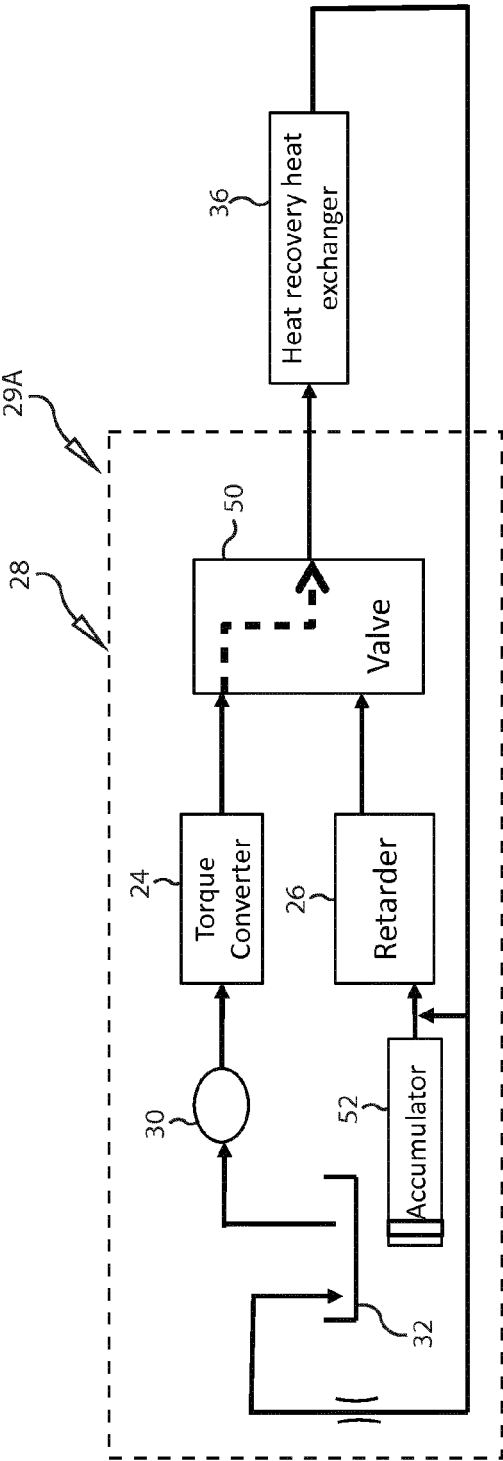 29A
28
36
Heat recovery heat
exchanger
50
Valve
24
Torque
Converter
26
Retarder
30
52
Accumulator
32